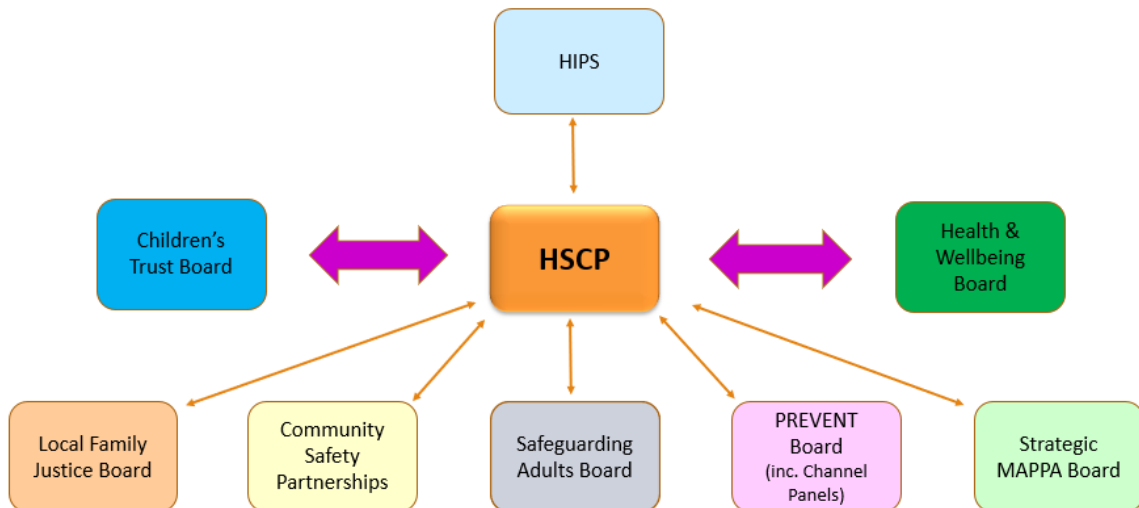 HIPS
Children's
Trust Board
HSCP
Health &
Wellbeing
Board
Local Family
Justice Board
Community
Safety
Partnerships
Safeguarding
Adults Board
PREVENT
Board
(inc. Channel
Panels)
Strategic
MAPPA Board